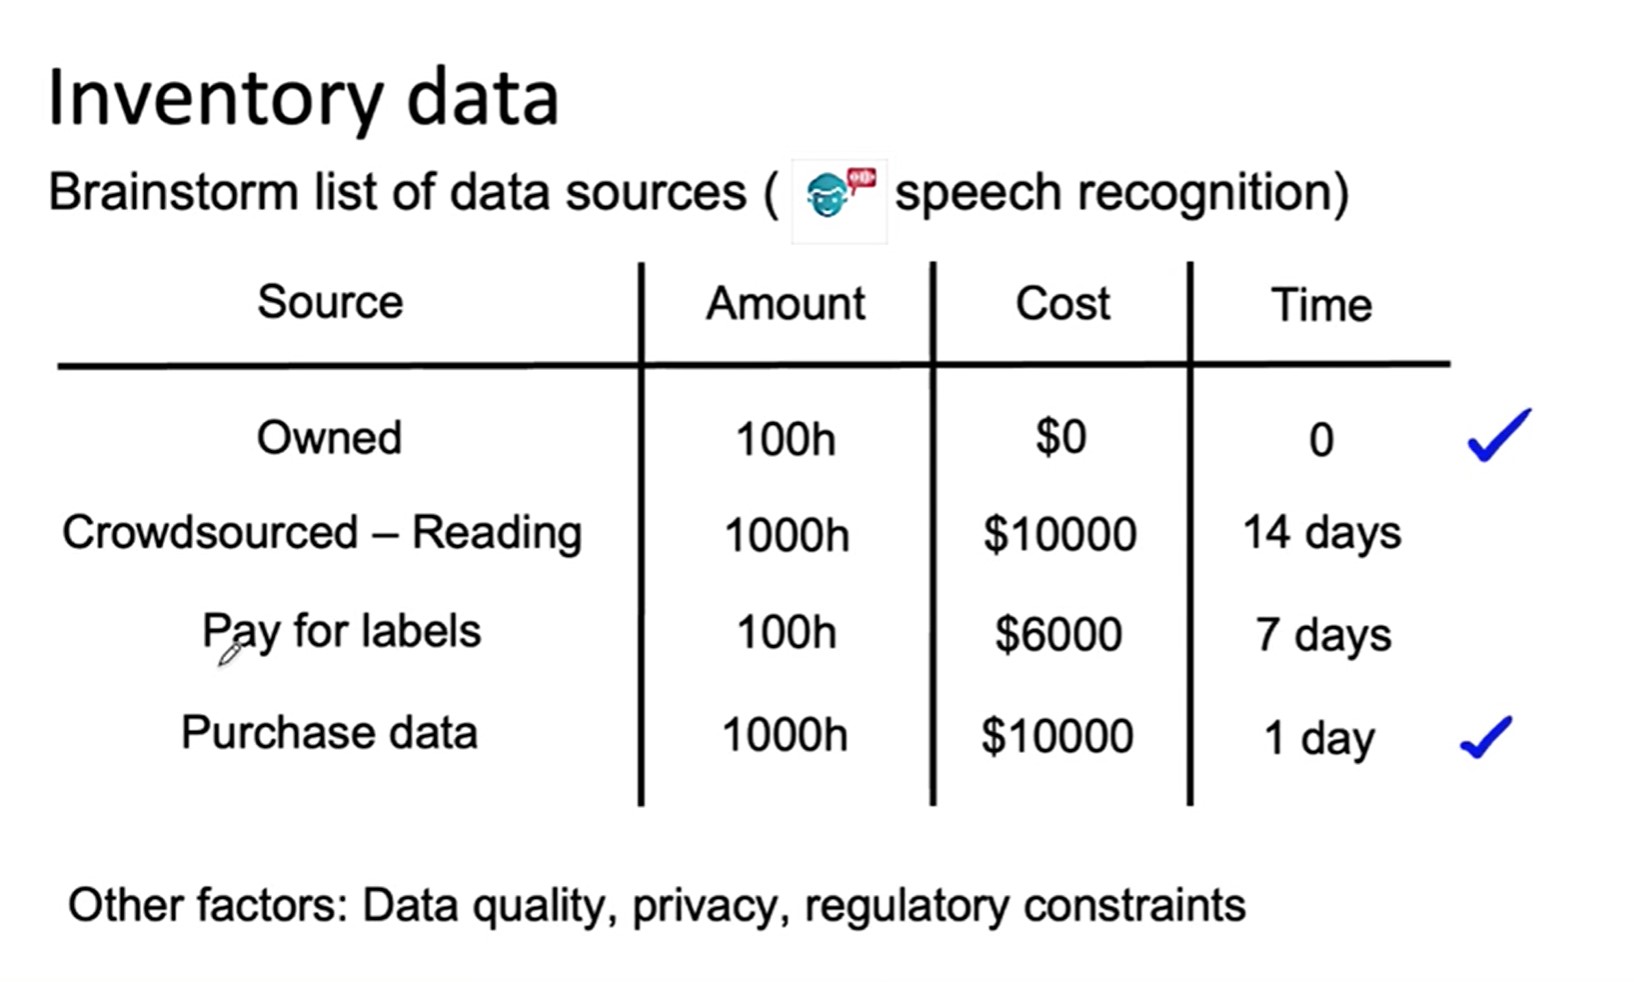 Inventory data
Brainstorm list of data sources ( speech recognition)
Source Amount Cost Time
Owned 100h $0 0
Crowdsourced – Reading 1000h $10000 14 days
Pay for labels 100h $6000 7 days
Purchase data 1000h $10000 1 day
Other factors: Data quality, privacy, regulatory constraints